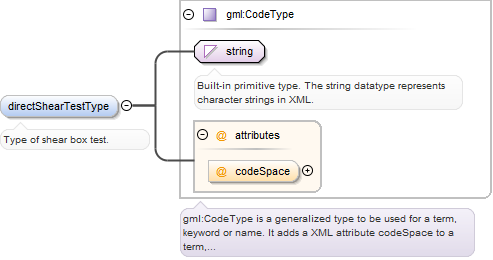 gml:CodeType
string
Built-in primitive type. The string datatype represents
character strings in XML.
directShearTestType
Type of shear box test.
@ attributes
@ codeSpace
gml:CodeType is a generalized type to be used for a term,
keyword or name. It adds a XML attribute codeSpace to a
term,...